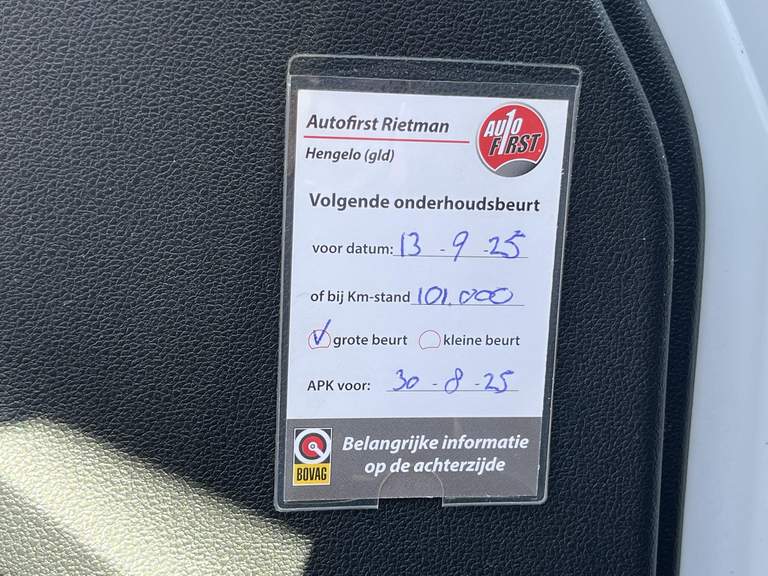 Autofirst Rietman
Hengelo (gld)
AUTO
FIRST
Volgende onderhoudsbeurt
voor datum: 13 - 9 - 25
of bij Km-stand 101.000
grote beurt kleine beurt
APK voor: 30 - 8 - 25
BOVAG
Belangrijke informatie
op de achterzijde